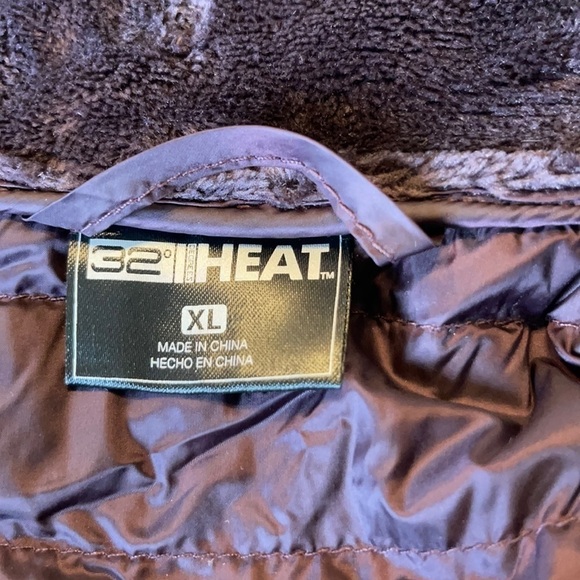 32° HEAT™
XL
MADE IN CHINA
HECHO EN CHINA